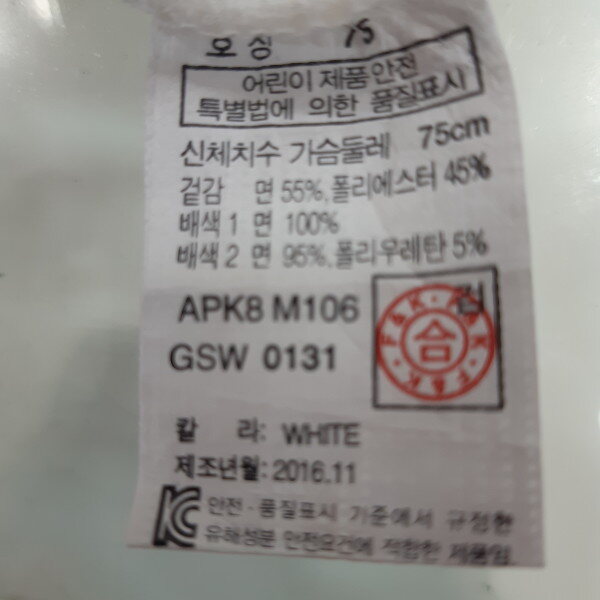 호칭 75
어린이 제품안전
특별법에 의한 품질표시
신체치수 가슴둘레 75cm
겉감 면 55%, 폴리에스터 45%
배색 1 면 100%
배색 2 면 95%, 폴리우레탄 5%
APK8 M106
GSW 0131
F&K F&K F&K F&K
합
칼 라: WHITE
제조년월: 2016.11
KC 안전·품질표시 기준에서 규정한
유해성분 안전요건에 적합한 제품임